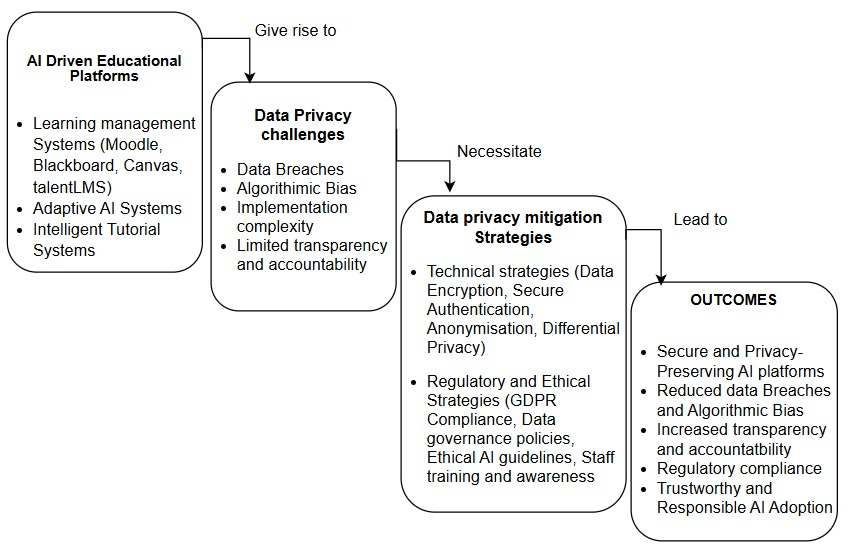 AI Driven Educational
Platforms
• Learning management
Systems (Moodle,
Blackboard, Canvas,
talentLMS)
• Adaptive AI Systems
• Intelligent Tutorial
Systems
Give rise to
Data Privacy
challenges
• Data Breaches
• Algorithimic Bias
• Implementation
complexity
• Limited transparency
and accountability
Necessitate
Data privacy mitigation
Strategies
• Technical strategies (Data
Encryption, Secure
Authentication,
Anonymisation, Differential
Privacy)
• Regulatory and Ethical
Strategies (GDPR
Compliance, Data
governance policies,
Ethical AI guidelines, Staff
training and awareness
Lead to
OUTCOMES
• Secure and Privacy-
Preserving AI platforms
• Reduced data Breaches
and Algorithmic Bias
• Increased transparency
and accountatbility
• Regulatory compliance
• Trustworthy and
Responsible AI Adoption